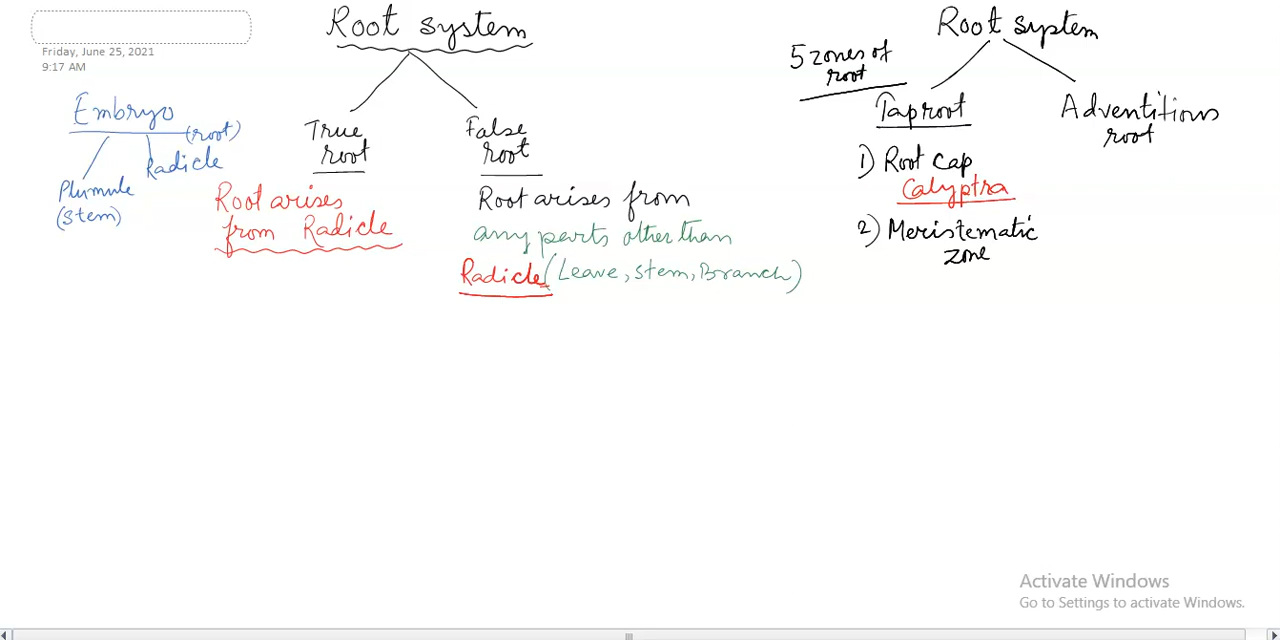 Friday, June 25, 2021
9:17 AM
Root system
Embryo
(root)
Radicle
Plumule
(Stem)
True
root
Root arises
from Radicle
False
root
Root arises from
any parts other than
Radicle (Leave, Stem, Branch)
Root system
5 zones of
root
Taproot
Adventitious
root
1) Root cap
Calyptra
2) Meristematic
zone
Activate Windows
Go to Settings to activate Windows.